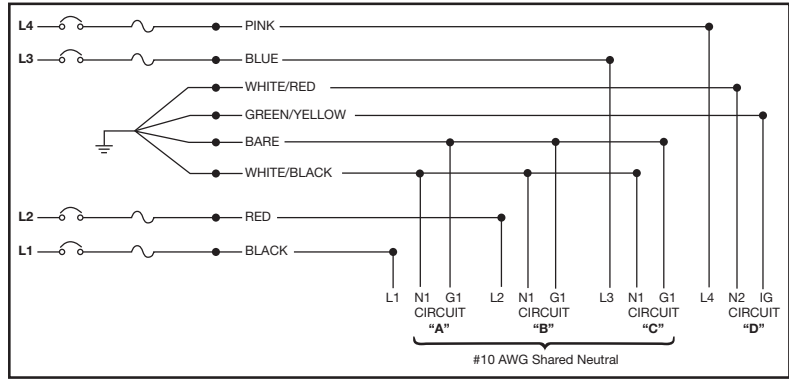 L4 PINK
L3 BLUE
WHITE/RED
GREEN/YELLOW
BARE
WHITE/BLACK
L2 RED
L1 BLACK
L1 N1 G1 L2 N1 G1 L3 N1 G1 L4 N2 IG
CIRCUIT CIRCUIT CIRCUIT CIRCUIT
“A” “B” “C” “D”
#10 AWG Shared Neutral